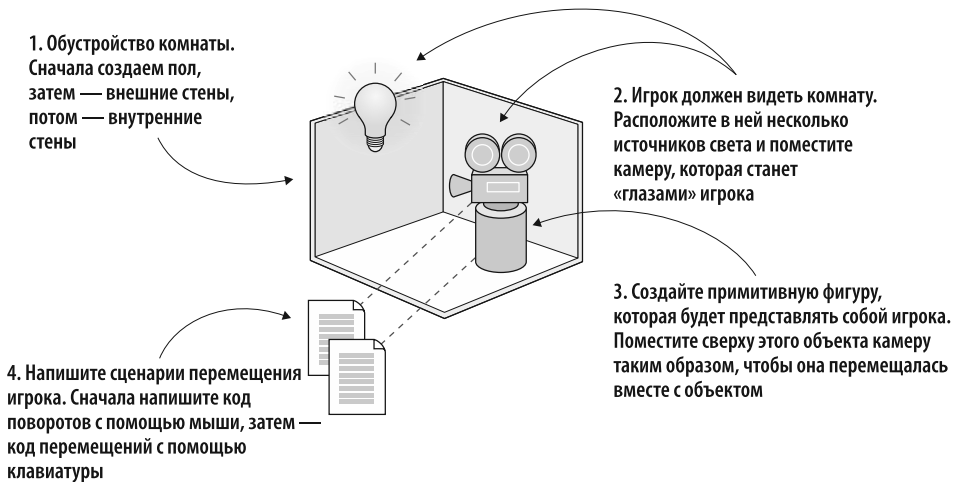 1. Обустройство комнаты.
Сначала создаем пол,
затем — внешние стены,
потом — внутренние
стены
2. Игрок должен видеть комнату.
Расположите в ней несколько
источников света и поместите
камеру, которая станет
«глазами» игрока
3. Создайте примитивную фигуру,
которая будет представлять собой игрока.
Поместите сверху этого объекта камеру
таким образом, чтобы она перемещалась
вместе с объектом
4. Напишите сценарии перемещения
игрока. Сначала напишите код
поворотов с помощью мыши, затем —
код перемещений с помощью
клавиатуры